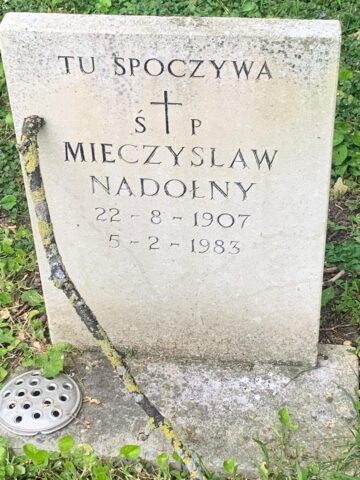 TU SPOCZYWA
Ś P
MIECZYSLAW
NADOŁNY
22-8-1907
5-2-1983